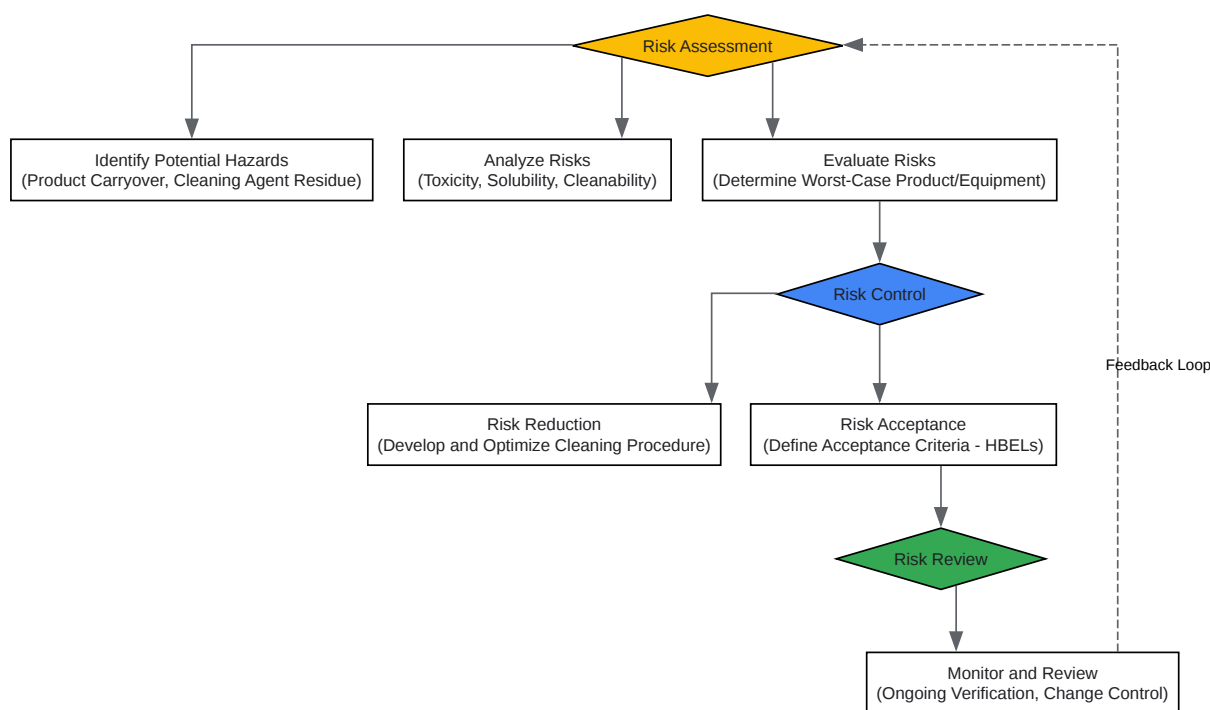 Risk Assessment
Identify Potential Hazards
(Product Carryover, Cleaning Agent Residue)
Analyze Risks
(Toxicity, Solubility, Cleanability)
Evaluate Risks
(Determine Worst-Case Product/Equipment)
Risk Control
Feedback Loop
Risk Reduction
(Develop and Optimize Cleaning Procedure)
Risk Acceptance
(Define Acceptance Criteria - HBELs)
Risk Review
Monitor and Review
(Ongoing Verification, Change Control)